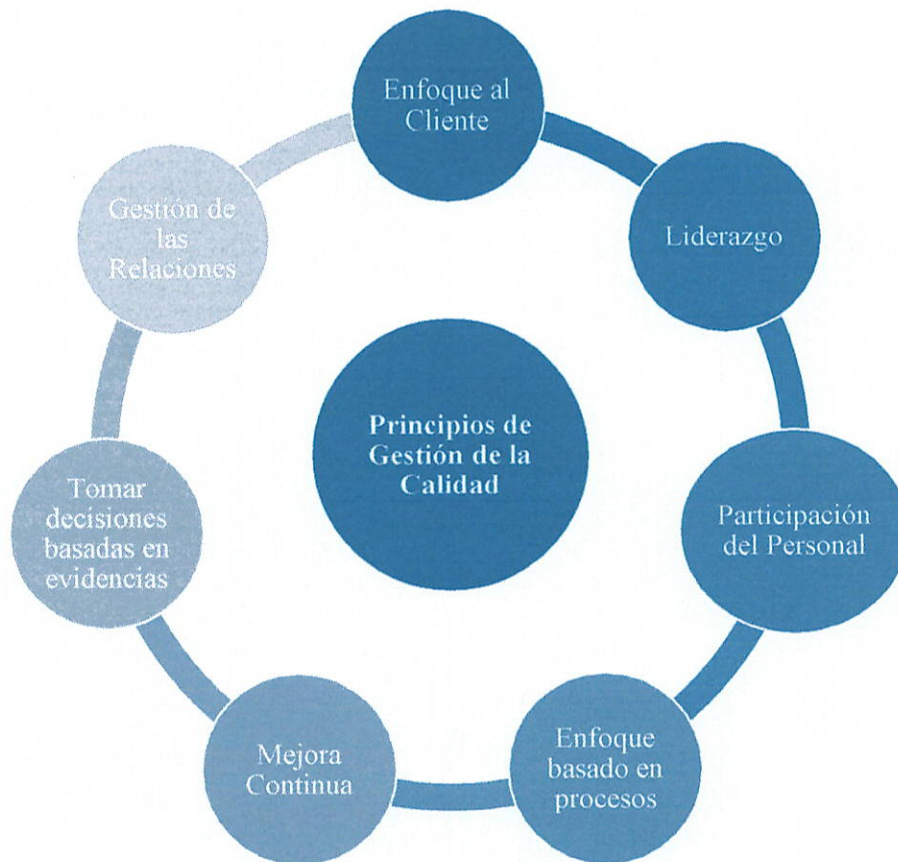 Enfoque al
Cliente
Liderazgo
Participación
del Personal
Enfoque
basado en
procesos
Mejora
Continua
Tomar
decisiones
basadas en
evidencias
Gestión de
las
Relaciones
Principios de
Gestión de la
Calidad